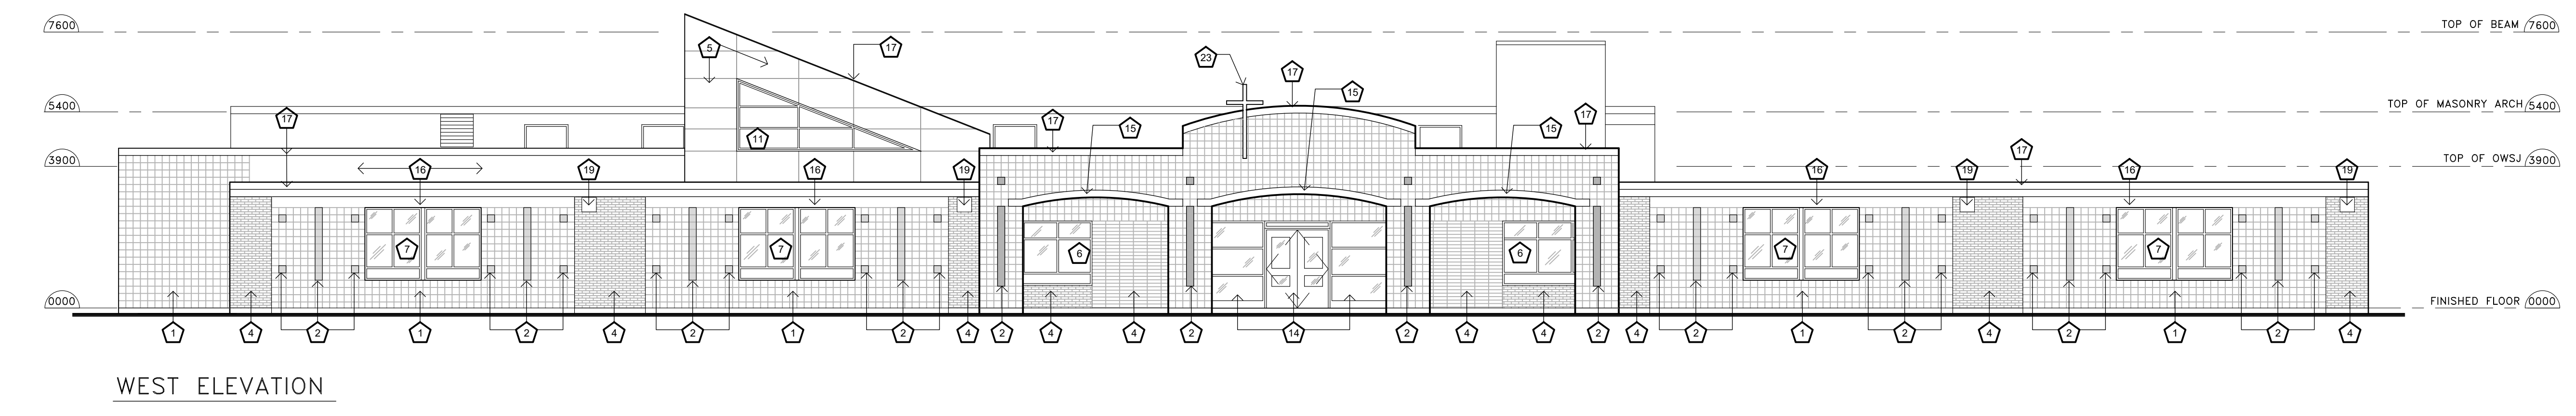 7600 5 17 23 17 15 TOP OF BEAM 7600
5400 17 11 17 15 15 17 TOP OF MASONRY ARCH 5400
3900 16 19 16 19 16 19 17 16 19 TOP OF OWSJ 3900
7 7 6 6 7 7
0000 FINISHED FLOOR 0000
1 4 2 1 2 4 2 1 2 4 2 4 4 2 14 2 4 4 2 4 2 1 2 4 2 1 2 4
WEST ELEVATION